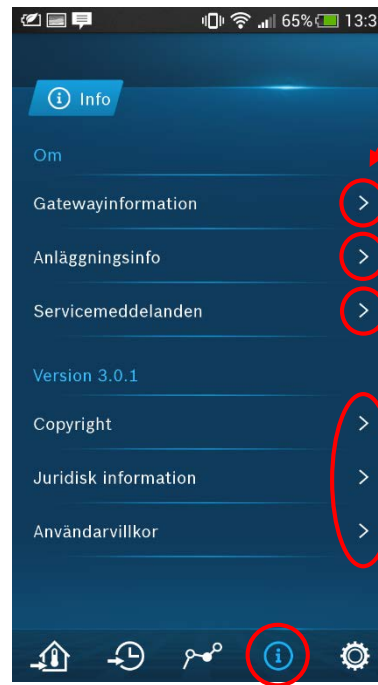 65% 13:3
Info
Om
Gatewayinformation
Anläggningsinfo
Servicemeddelanden
Version 3.0.1
Copyright
Juridisk information
Användarvillkor